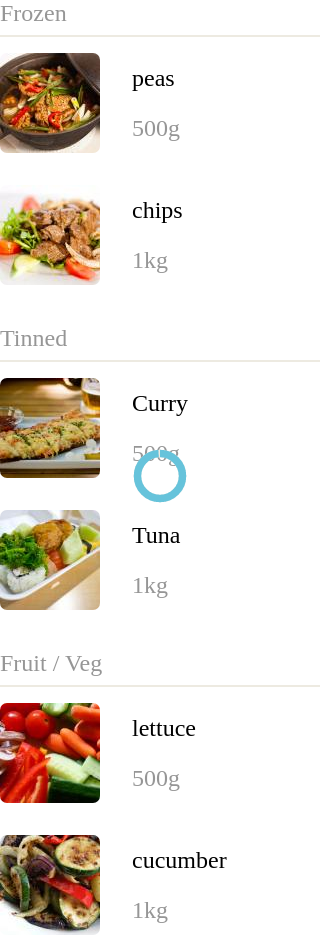 Frozen
peas
500g
chips
1kg
Tinned
Curry
500g
Tuna
1kg
Fruit / Veg
lettuce
500g
cucumber
1kg